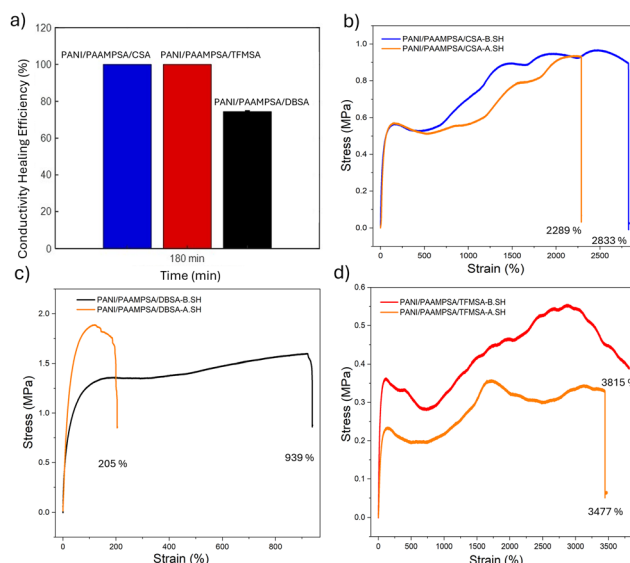 a)
PANI/PAAMPSA/CSA PANI/PAAMPSA/TFMSA
PANI/PAAMPSA/DBSA
Conductivity Healing Efficiency (%)
120
100
80
60
40
20
0
180 min
Time (min)
b)
PANI/PAAMPSA/CSA-B.SH
PANI/PAAMPSA/CSA-A.SH
Stress (MPa)
1.0
0.8
0.6
0.4
0.2
0.0
2289 %
2833 %
0 500 1000 1500 2000 2500
Strain (%)
c)
PANI/PAAMPSA/DBSA-B.SH
PANI/PAAMPSA/DBSA-A.SH
Stress (MPa)
2.0
1.5
1.0
0.5
0.0
205 %
939 %
0 200 400 600 800
Strain (%)
d)
PANI/PAAMPSA/TFMSA-B.SH
PANI/PAAMPSA/TFMSA-A.SH
Stress (MPa)
0.6
0.5
0.4
0.3
0.2
0.1
0.0
3815 %
3477 %
0 500 1000 1500 2000 2500 3000 3500
Strain (%)